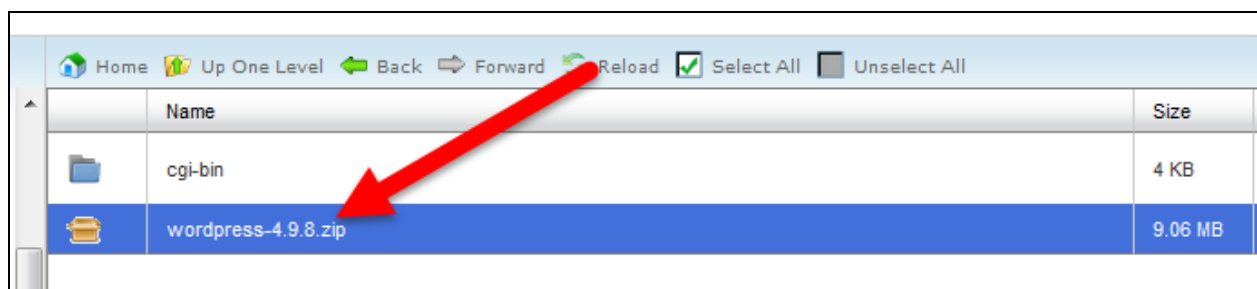 Home Up One Level Back Forward Reload Select All Unselect All
Name Size
cgi-bin 4 KB
wordpress-4.9.8.zip 9.06 MB